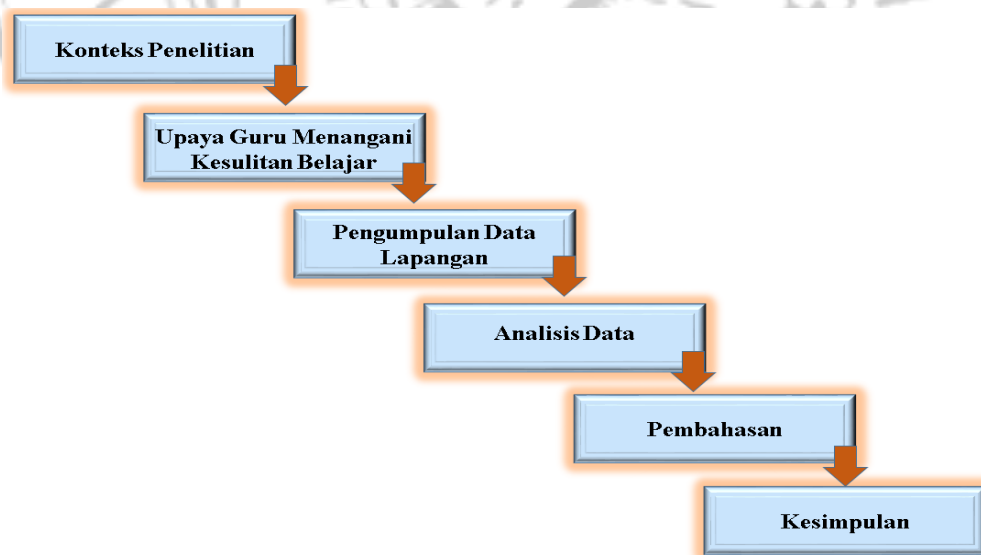 Konteks Penelitian
Upaya Guru Menangani
Kesulitan Belajar
Pengumpulan Data
Lapangan
Analisis Data
Pembahasan
Kesimpulan